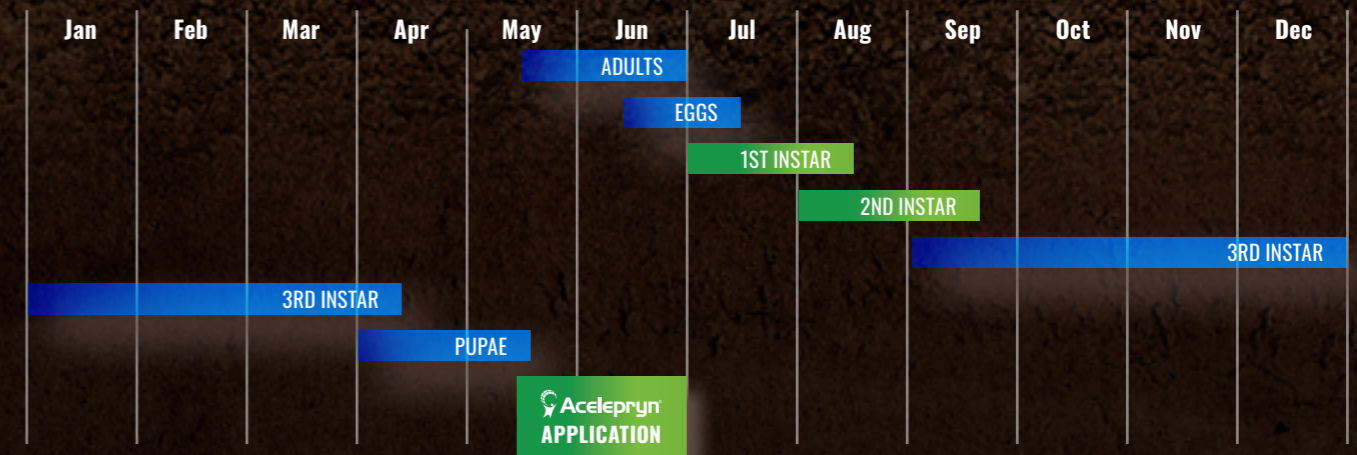 Jan Feb Mar Apr May Jun Jul Aug Sep Oct Nov Dec
ADULTS
EGGS
1ST INSTAR
2ND INSTAR
3RD INSTAR
3RD INSTAR
PUPAE
Acelepryn®
APPLICATION